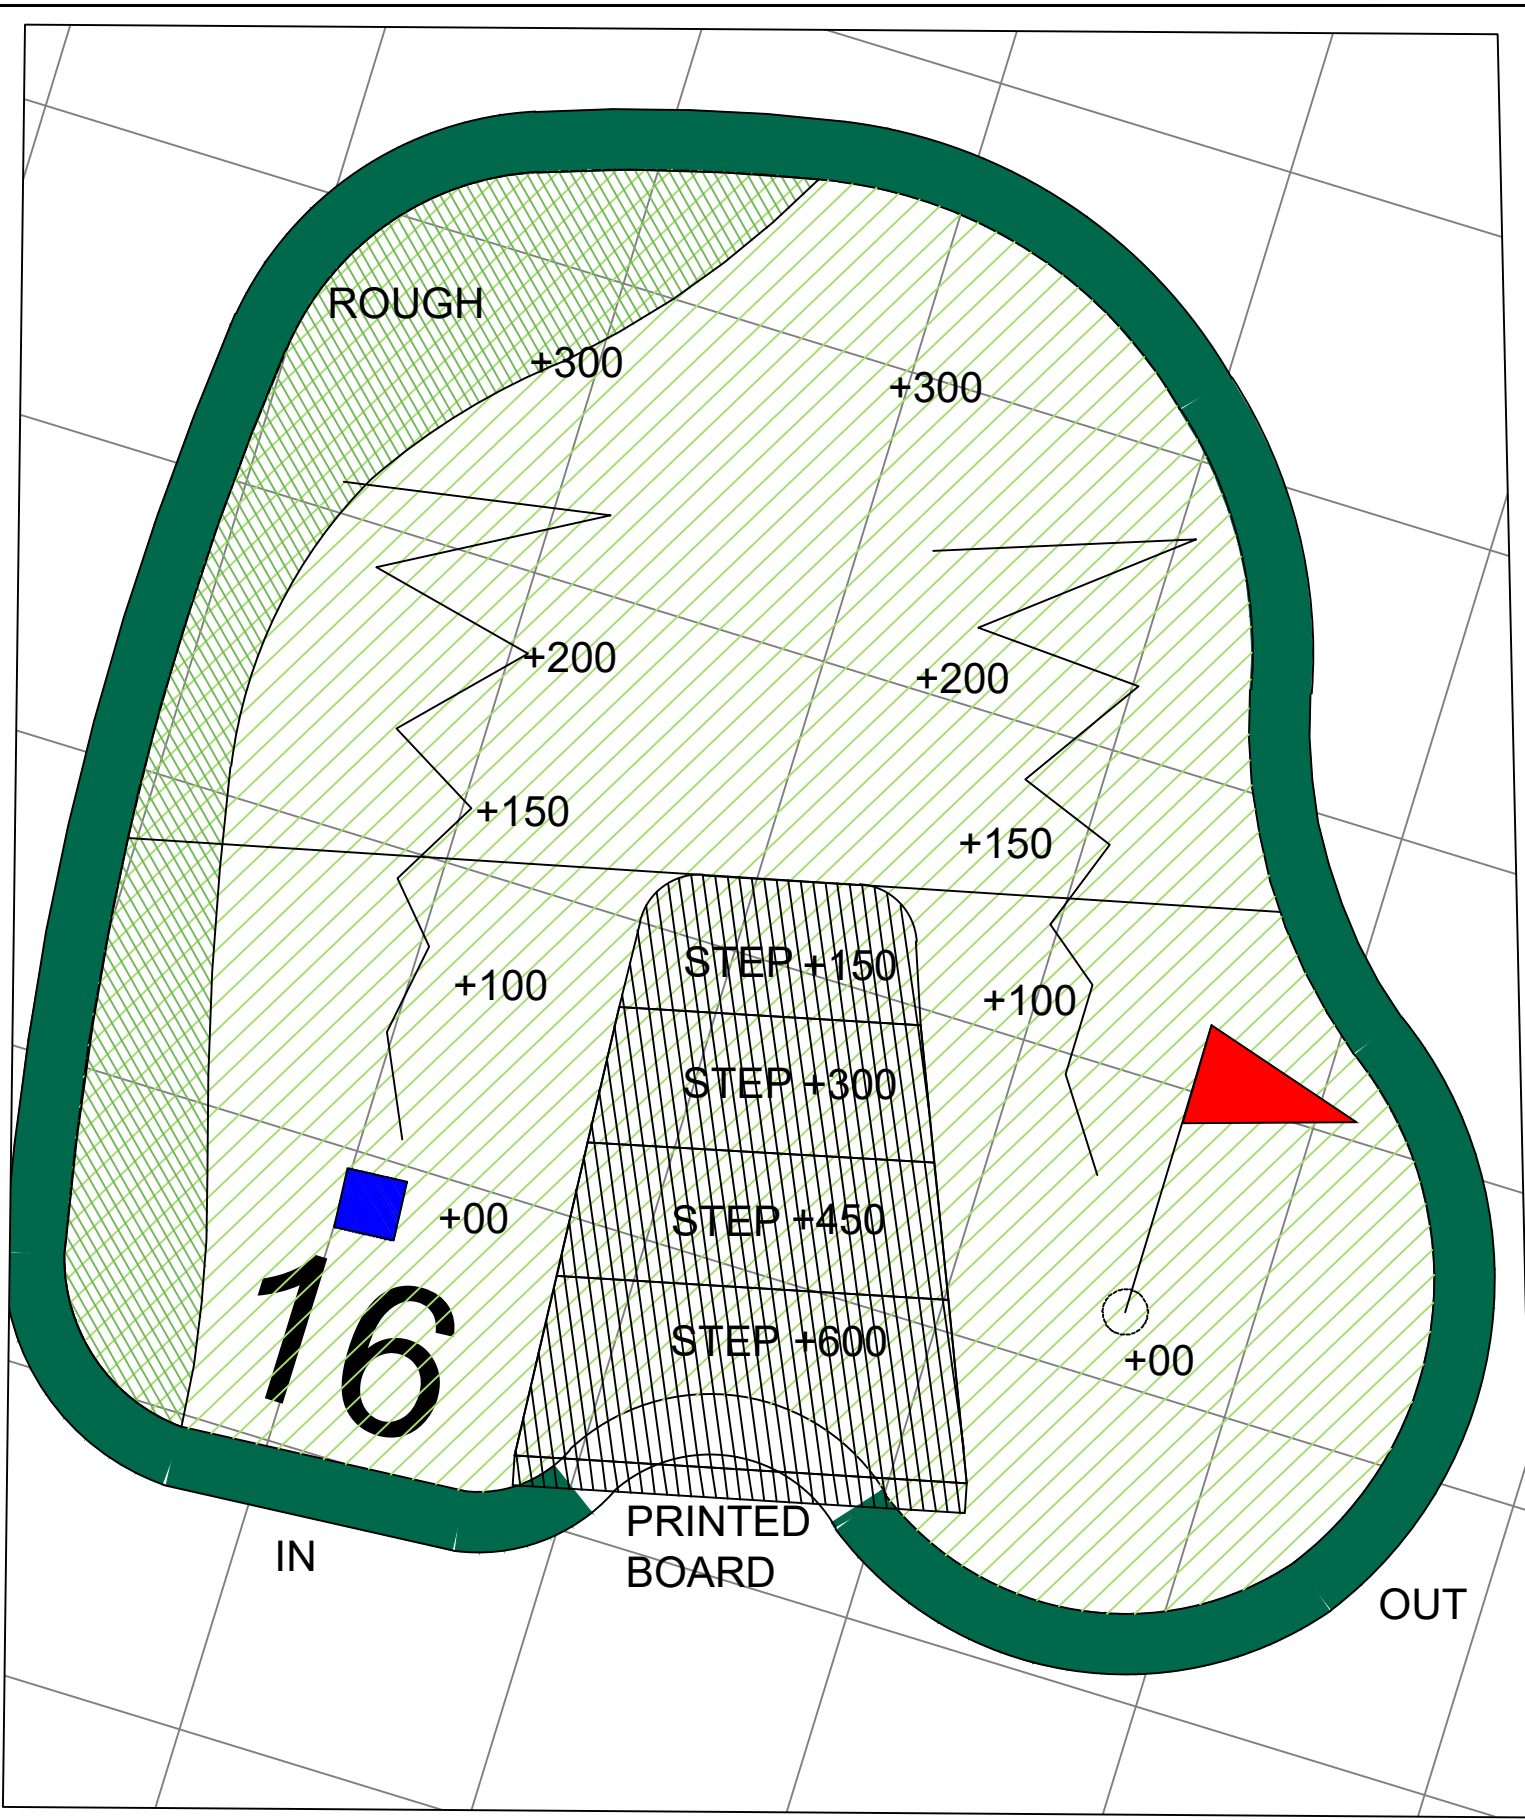 ROUGH
+300
+300
+200
+200
+150
+150
STEP +150
+100
+100
STEP +300
+00
STEP +450
16
STEP +600
+00
PRINTED
BOARD
IN
OUT